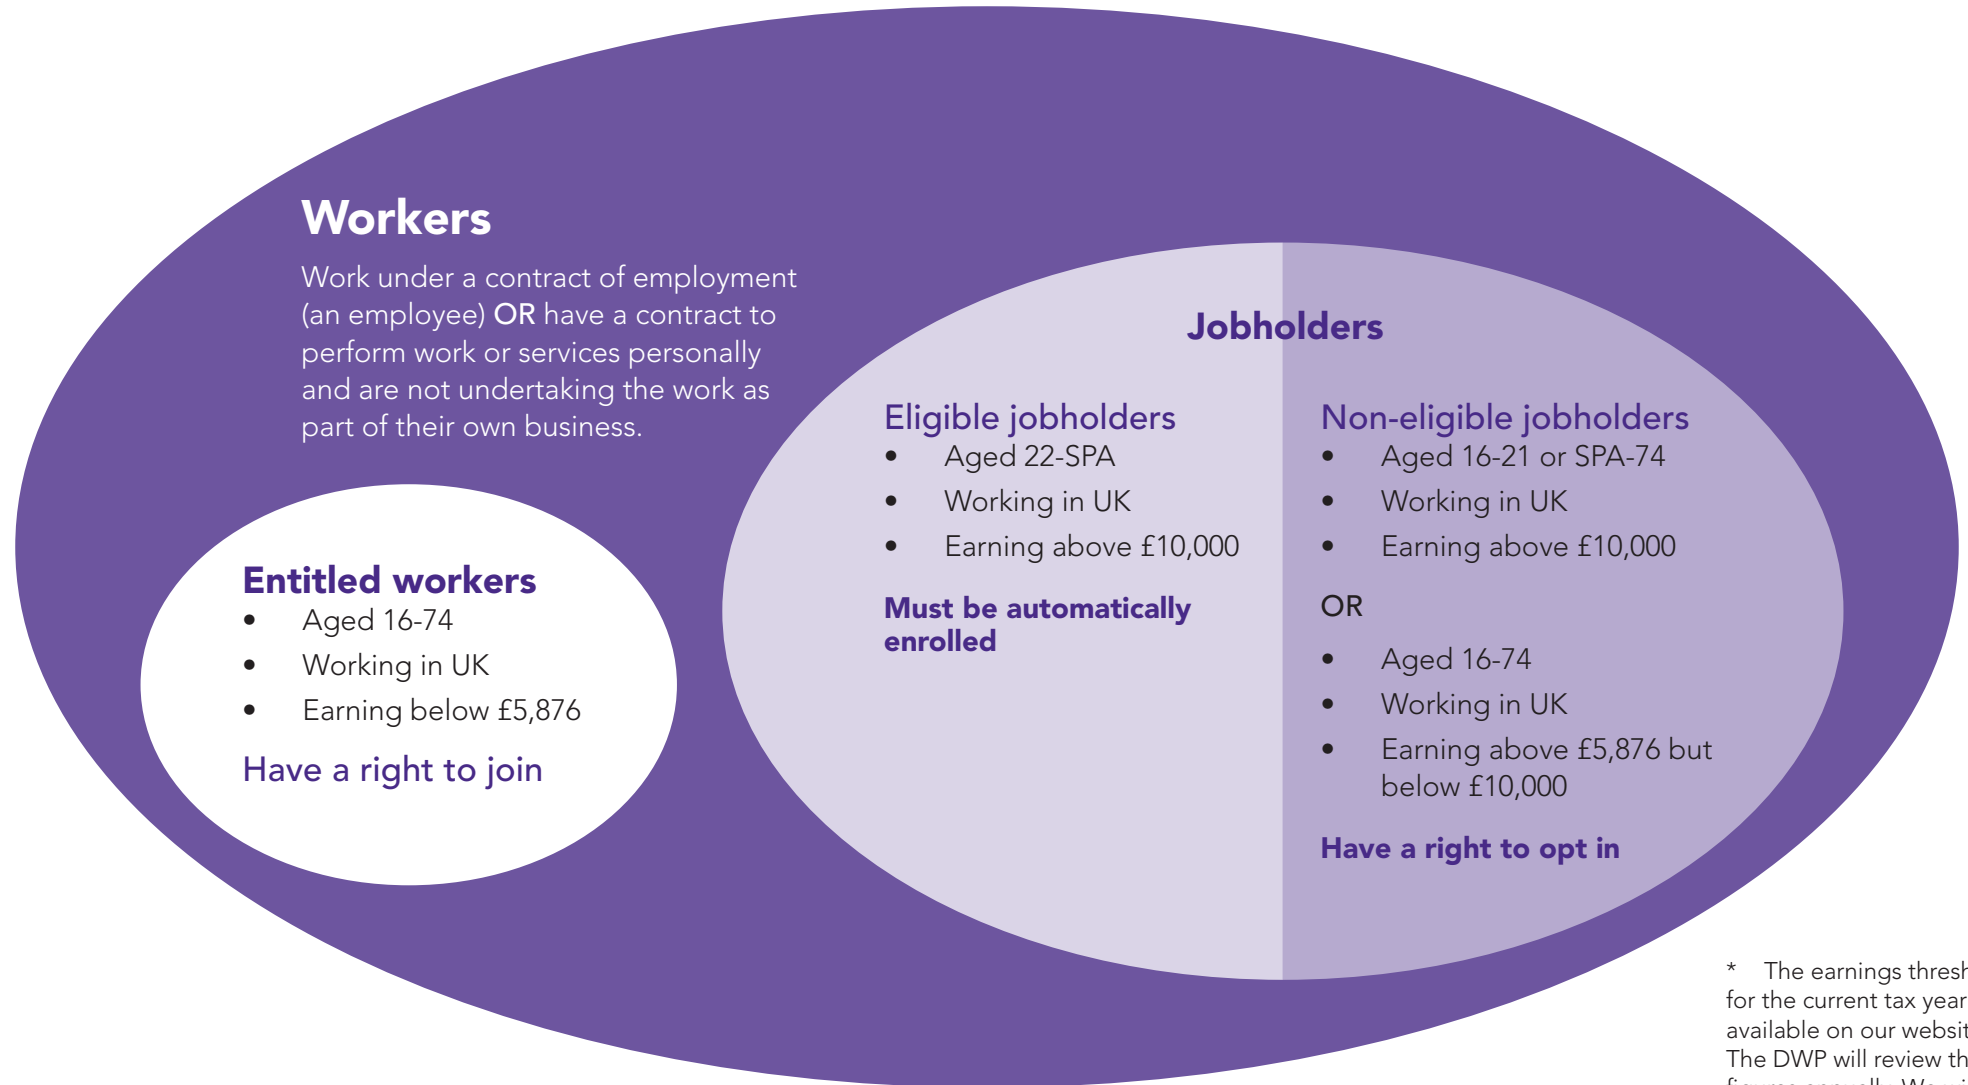 Workers
Work under a contract of employment
(an employee) OR have a contract to
perform work or services personally
and are not undertaking the work as
part of their own business.
Entitled workers
• Aged 16-74
• Working in UK
• Earning below £5,876
Have a right to join
Jobholders
Eligible jobholders
• Aged 22-SPA
• Working in UK
• Earning above £10,000
Must be automatically
enrolled
Non-eligible jobholders
• Aged 16-21 or SPA-74
• Working in UK
• Earning above £10,000
OR
• Aged 16-74
• Working in UK
• Earning above £5,876 but
below £10,000
Have a right to opt in
* The earnings thresh
for the current tax year
available on our websit
The DWP will review th